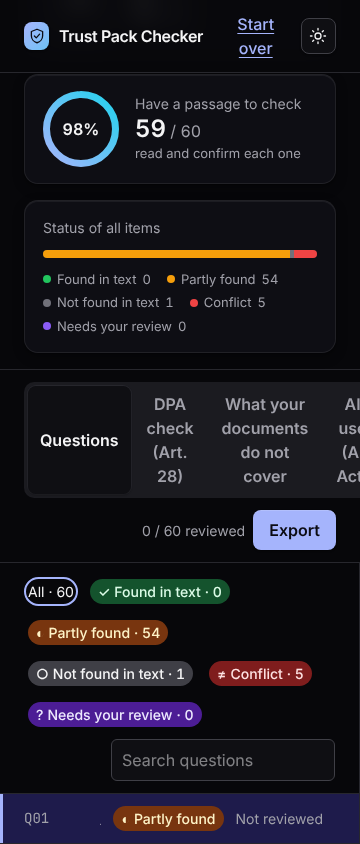 Trust Pack Checker
Start
over
98%
Have a passage to check
59 / 60
read and confirm each one
Status of all items
Found in text 0
Partly found 54
Not found in text 1
Conflict 5
Needs your review 0
Questions
DPA
check
(Art.
28)
What your
documents
do not
cover
0 / 60 reviewed
Export
All · 60
✓ Found in text · 0
Partly found · 54
Not found in text · 1
≠ Conflict · 5
? Needs your review · 0
Search questions
Q01
Partly found
Not reviewed